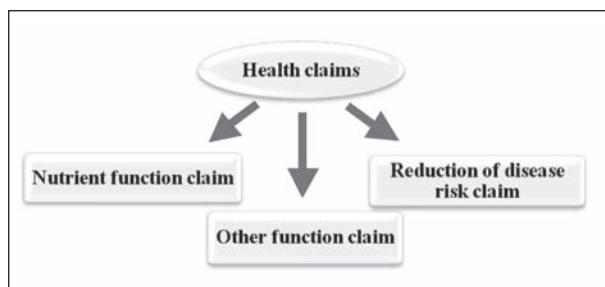 Health claims
Nutrient function claim
Reduction of disease
risk claim
Other function claim